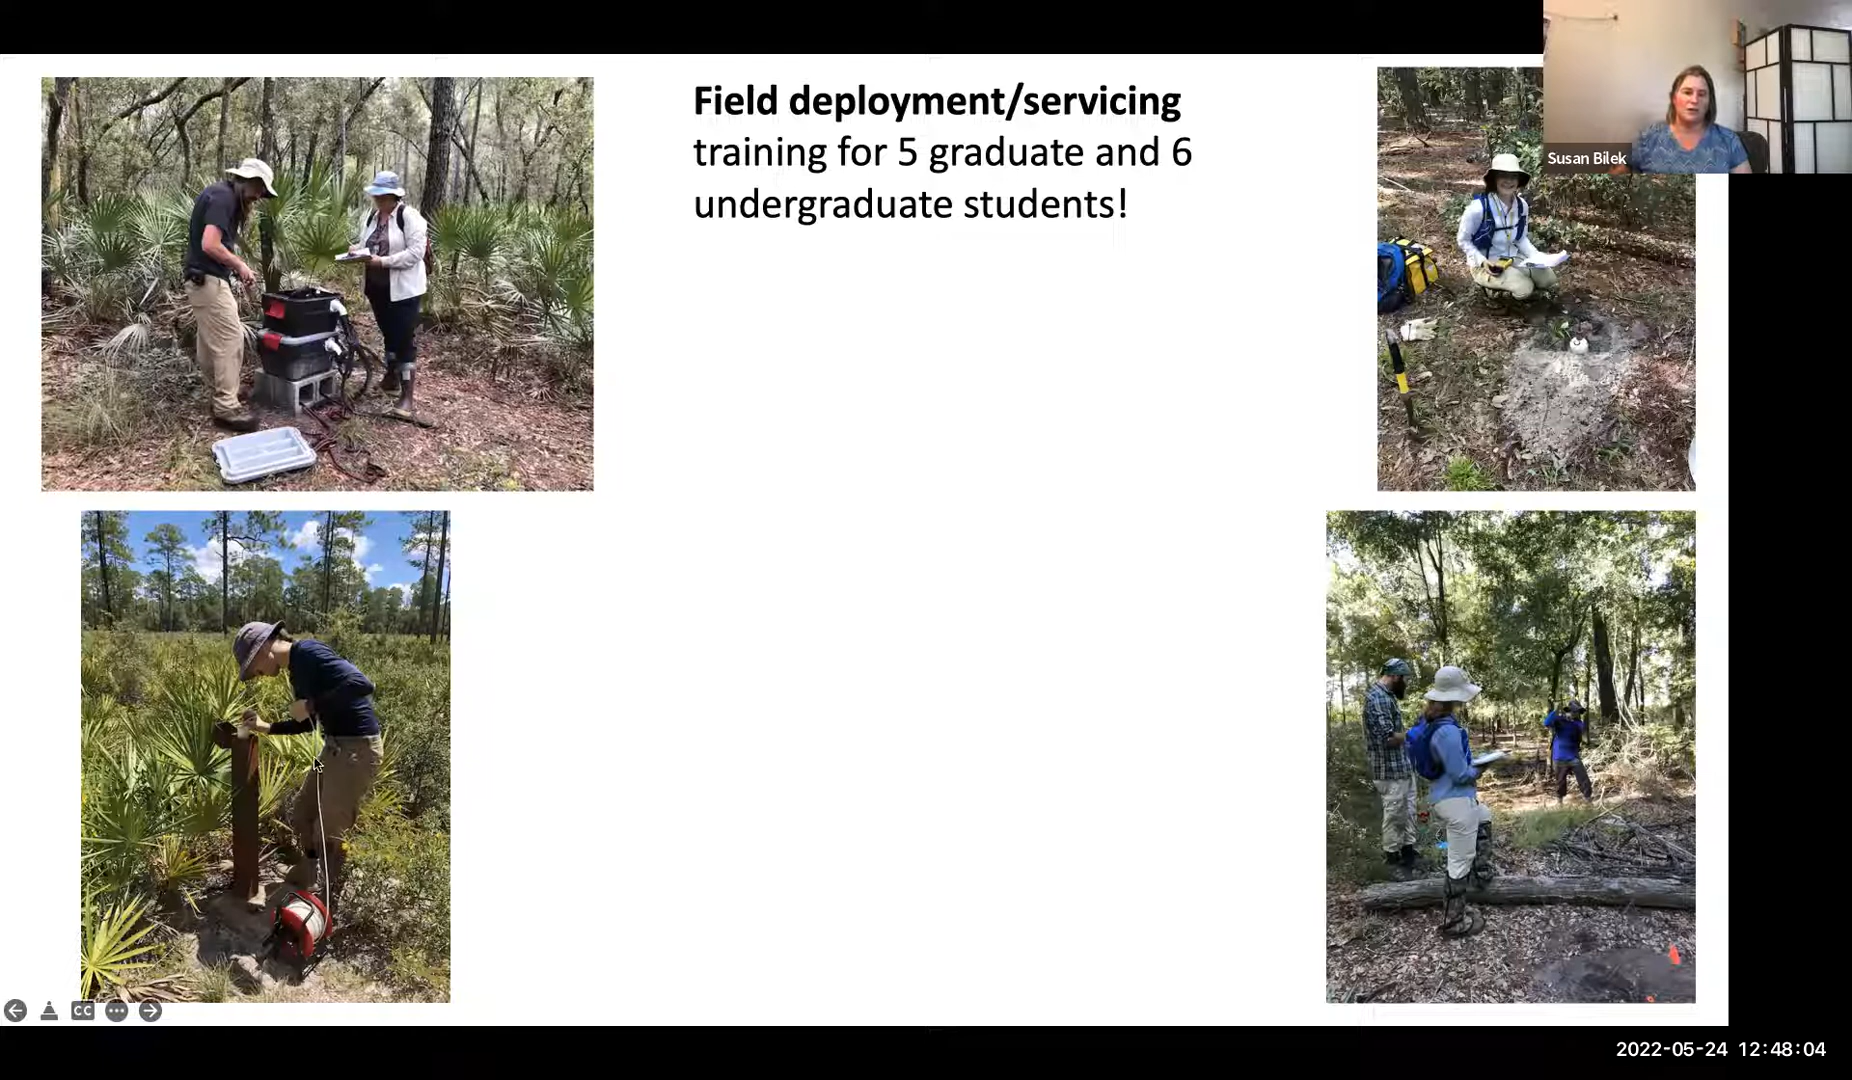 Field deployment/servicing
training for 5 graduate and 6
undergraduate students!
Susan Bilek
CC
2022-05-24 12:48:04